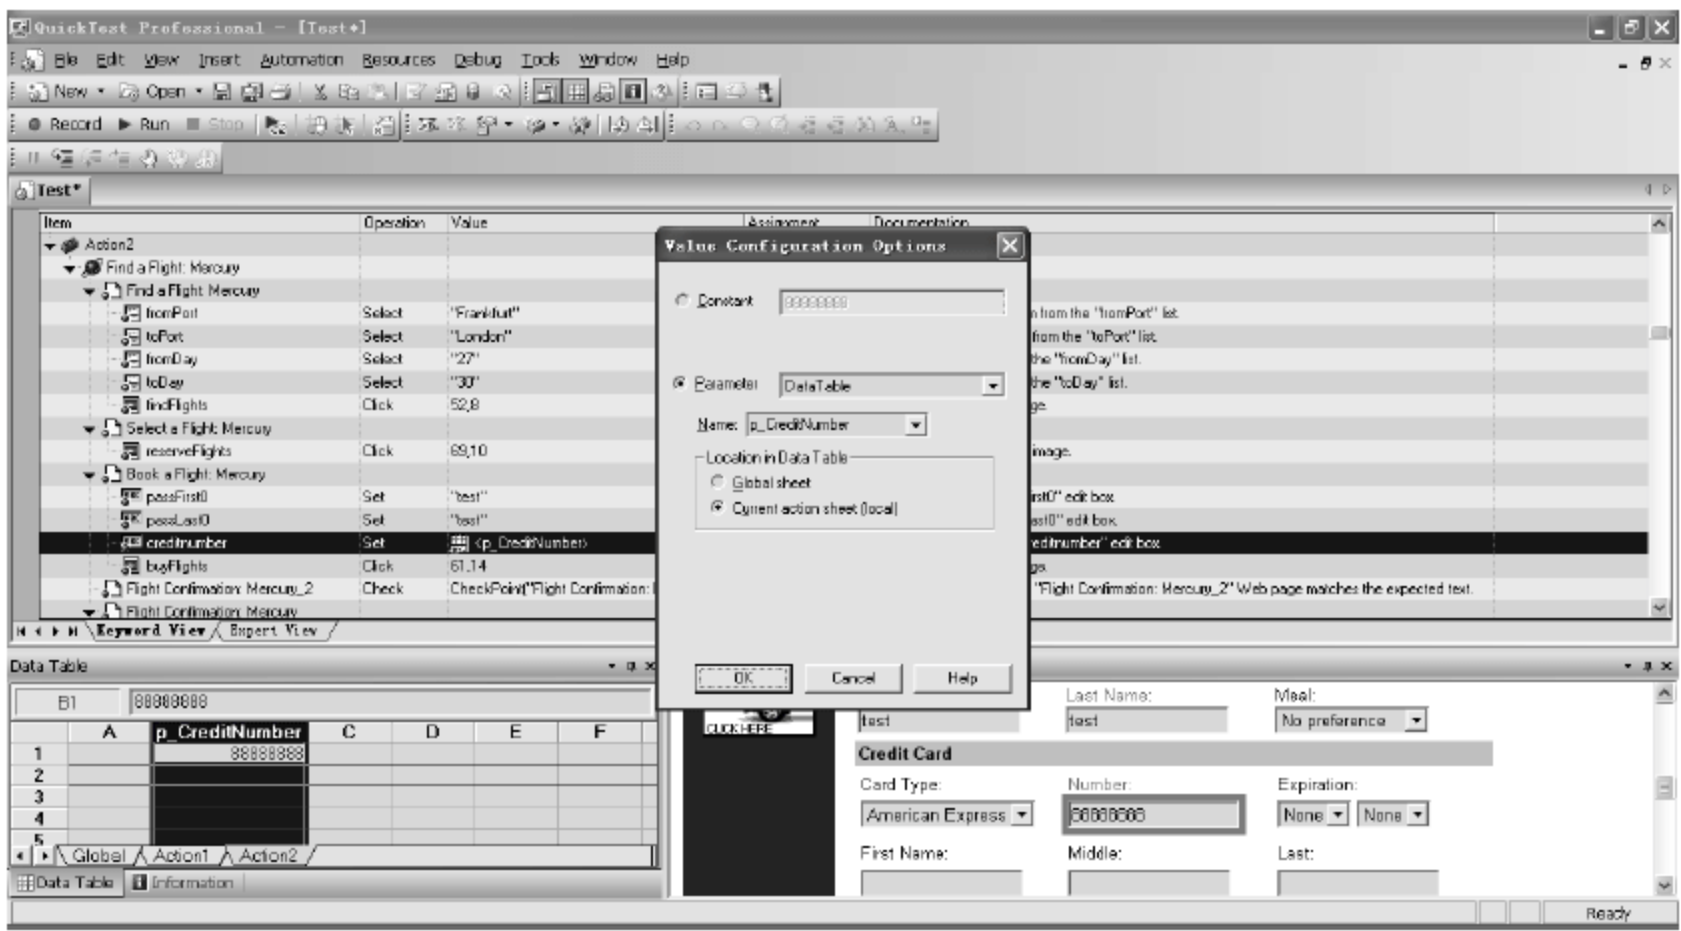 QuickTest Professional - [Test*]
File Edit View Insert Automation Resources Debug Tools Window Help
New Open
Record Run Stop
Test*
Item Operation Value Assignment Documentation
Action2
Find a Flight: Mercury
Find a Flight: Mercury
fromPort Select "Frankfurt" from the "fromPort" list.
toPort Select "London" from the "toPort" list.
fromDay Select "27" the "fromDay" list.
toDay Select "30" the "toDay" list.
findFlights Click 52,8
Select a Flight: Mercury
reserveFlights Click 69,10 image.
Book a Flight: Mercury
passFirst0 Set "test" edit box.
passLast0 Set "test" edit box.
creditnumber Set <p_CreditNumber> edit box.
buyFlights Click 61,14
Flight Confirmation: Mercury_2 Check CheckPoint("Flight Confirmation: "Flight Confirmation: Mercury_2" Web page matches the expected text.
Flight Confirmation: Mercury
Keyword View Expert View
Value Configuration Options
Constant 88888888
Parameter DataTable
Name: p_CreditNumber
Location in Data Table
Global sheet
Current action sheet (local)
OK Cancel Help
Data Table
B1 88888888
A p_CreditNumber C D E F
1 88888888
2
3
4
5
Global Action1 Action2
Data Table Information
CLICK HERE
Last Name: Meal:
test test No preference
Credit Card
Card Type: Number: Expiration:
American Express 88888888 None None
First Name: Middle: Last:
Ready